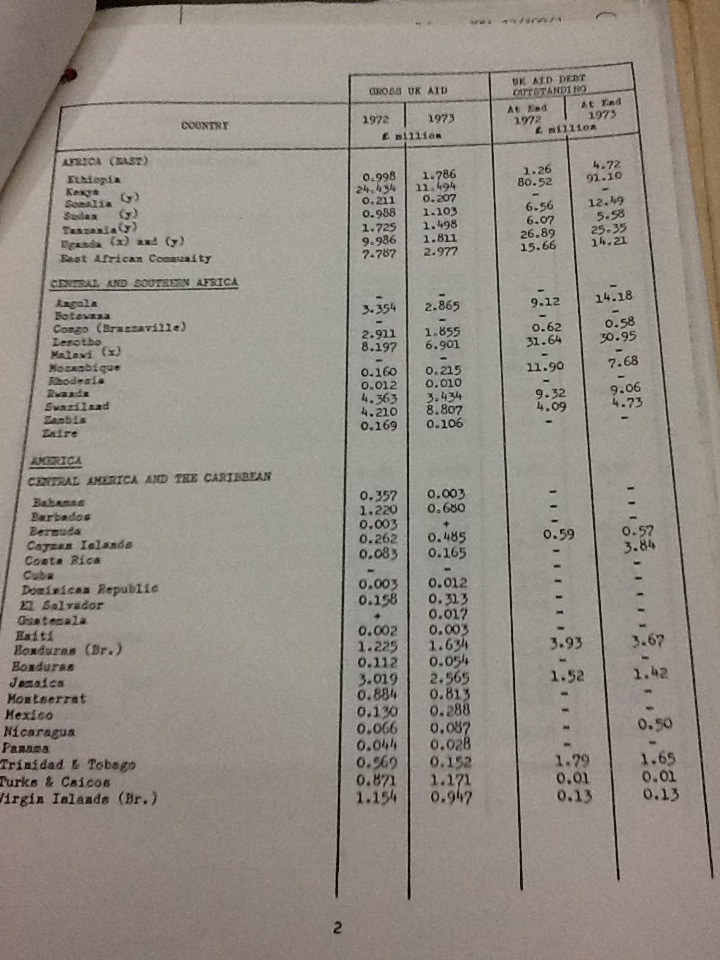 GROSS UK AID
UK AID DEBT
OUTSTANDING
COUNTRY
1972 1973
At End 1972 At End 1973
£ million £ million
AFRICA (EAST)
Ethiopia 0.998 1.786 1.26 4.72
Kenya 24.434 11.494 80.52 91.10
Somalia (y) 0.211 0.207 -
Sudan (y) 0.988 1.103 6.56 12.49
Tanzania(y) 1.725 1.498 6.07 5.58
Uganda (x) and (y) 9.986 1.811 26.89 25.35
East African Community 7.787 2.977 15.66 14.21
CENTRAL AND SOUTHERN AFRICA
Angola - - - -
Botswana 3.354 2.865 9.12 14.18
Congo (Brazzaville) - - - -
Lesotho 2.911 1.855 0.62 0.58
Malawi (x) 8.197 6.901 31.64 30.95
Mozambique - - - -
Rhodesia 0.160 0.215 11.90 7.68
Rwanda 0.012 0.010 - -
Swaziland 4.363 3.434 9.32 9.06
Zambia 4.210 8.807 4.09 4.73
Zaire 0.169 0.106 - -
AMERICA
CENTRAL AMERICA AND THE CARIBBEAN
Bahamas 0.357 0.003 - -
Barbados 1.220 0.680 - -
Bermuda 0.003 + - -
Cayman Islands 0.262 0.485 0.59 0.57
Costa Rica 0.083 0.165 - 3.84
Cuba - - - -
Dominican Republic 0.003 0.012 - -
El Salvador 0.158 0.313 - -
Guatemala + 0.017 - -
Haiti 0.002 0.003 - -
Honduras (Br.) 1.225 1.634 3.93 3.67
Honduras 0.112 0.054 - -
Jamaica 3.019 2.565 1.52 1.42
Montserrat 0.884 0.813 - -
Mexico 0.130 0.288 - -
Nicaragua 0.066 0.087 - 0.50
Panama 0.044 0.028 - -
Trinidad & Tobago 0.569 0.152 1.79 1.65
Turks & Caicos 0.871 1.171 0.01 0.01
Virgin Islands (Br.) 1.154 0.947 0.13 0.13
2